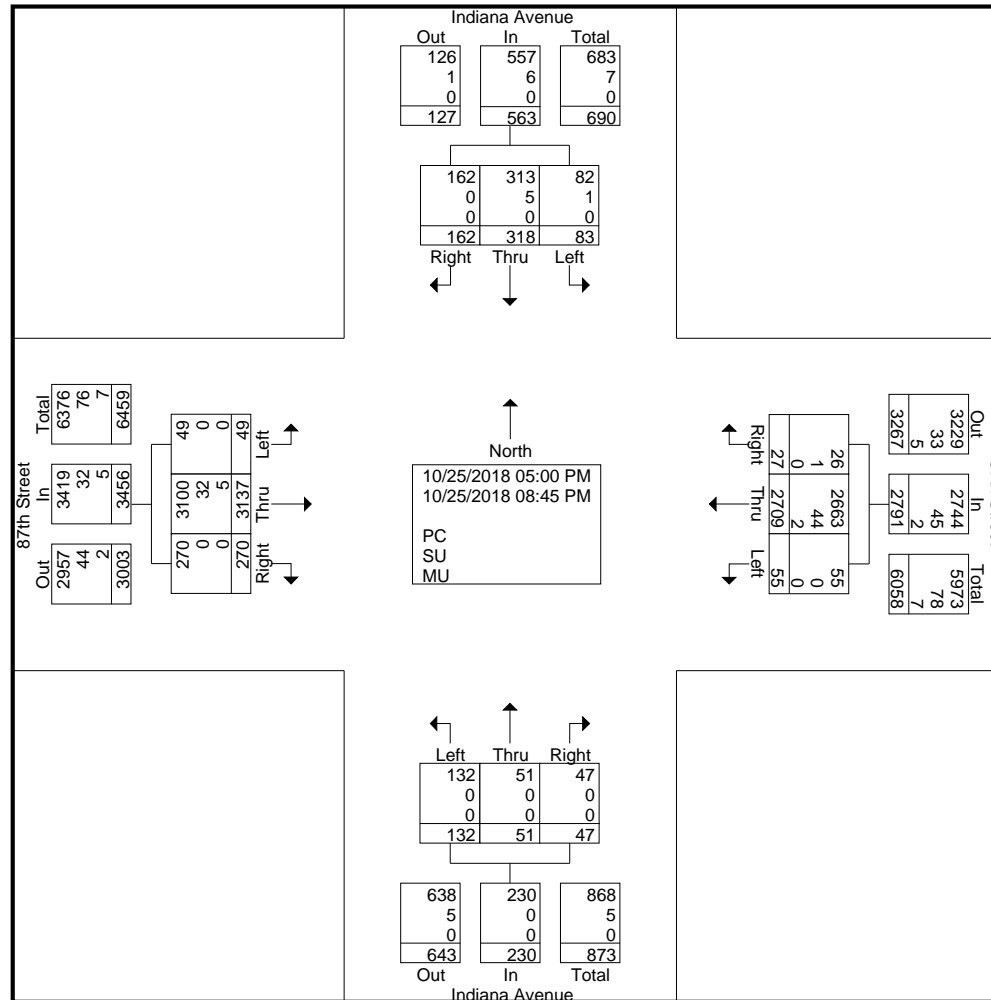 Indiana Avenue
Out In Total
126 557 683
1 6 7
0 0 0
127 563 690
162 313 82
0 5 1
0 0 0
162 318 83
Right Thru Left
87th Street
Total In Out
6376 3419 2957
76 32 44
7 5 2
6459 3456 3003
Left Thru Right
49 3100 270
0 32 0
0 5 0
49 3137 270
North
10/25/2018 05:00 PM
10/25/2018 08:45 PM
PC
SU
MU
Right Thru Left
26 2663 55
1 44 0
0 2 0
27 2709 55
Out In Total
3229 2744 5973
33 45 78
5 2 7
3267 2791 6058
Left Thru Right
132 51 47
0 0 0
0 0 0
132 51 47
638 230 868
5 0 5
0 0 0
643 230 873
Out In Total
Indiana Avenue